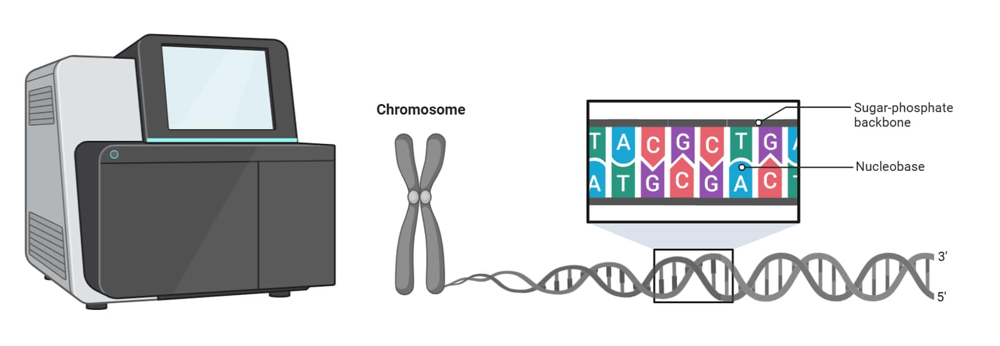 Chromosome
Sugar-phosphate
backbone
T A C G C T G A
Nucleobase
A T G C G A C T
3'
5'